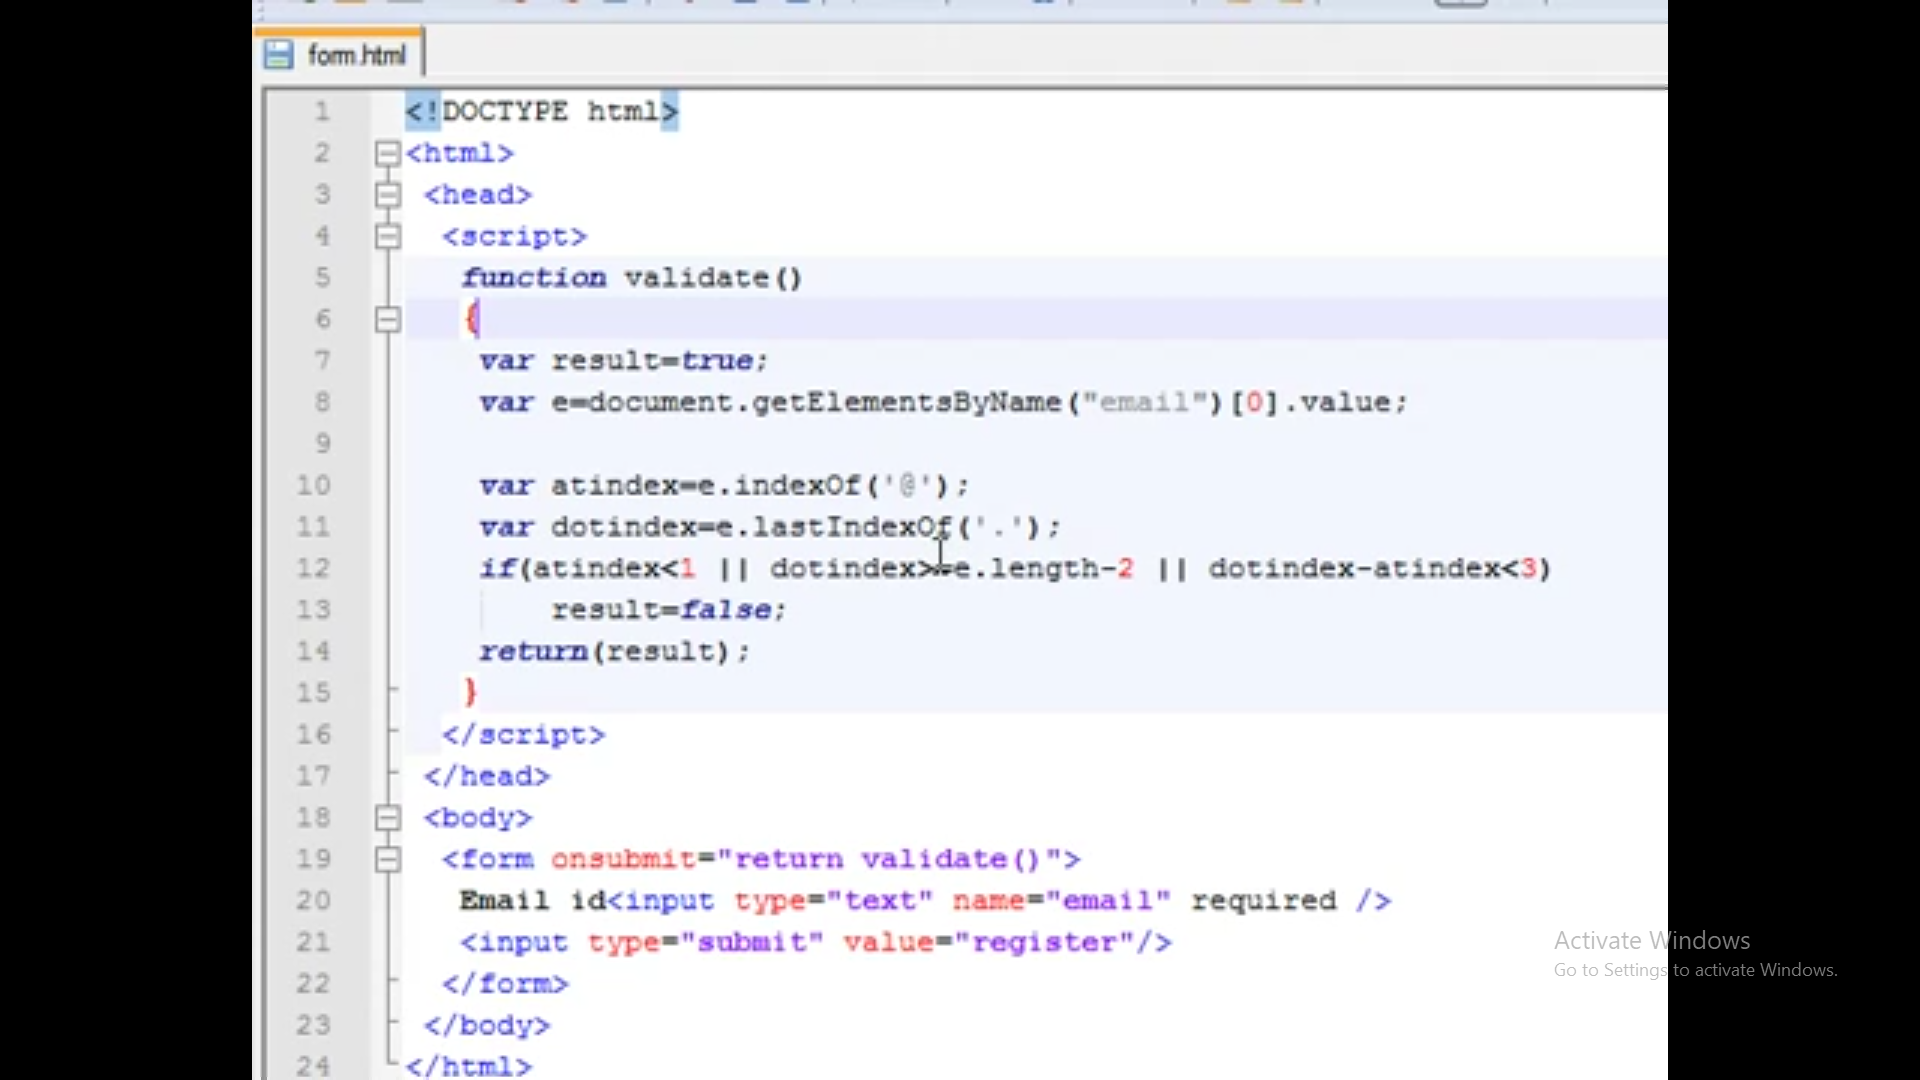 form.html
1 <!DOCTYPE html>
2 <html>
3 <head>
4 <script>
5 function validate()
6 {
7 var result=true;
8 var e=document.getElementsByName("email")[0].value;
9
10 var atindex=e.indexOf('@');
11 var dotindex=e.lastIndexOf('.');
12 if(atindex<1 || dotindex>=e.length-2 || dotindex-atindex<3)
13 result=false;
14 return(result);
15 }
16 </script>
17 </head>
18 <body>
19 <form onsubmit="return validate()">
20 Email id<input type="text" name="email" required />
21 <input type="submit" value="register"/>
22 </form>
23 </body>
24 </html>
Activate Windows
Go to Settings to activate Windows.